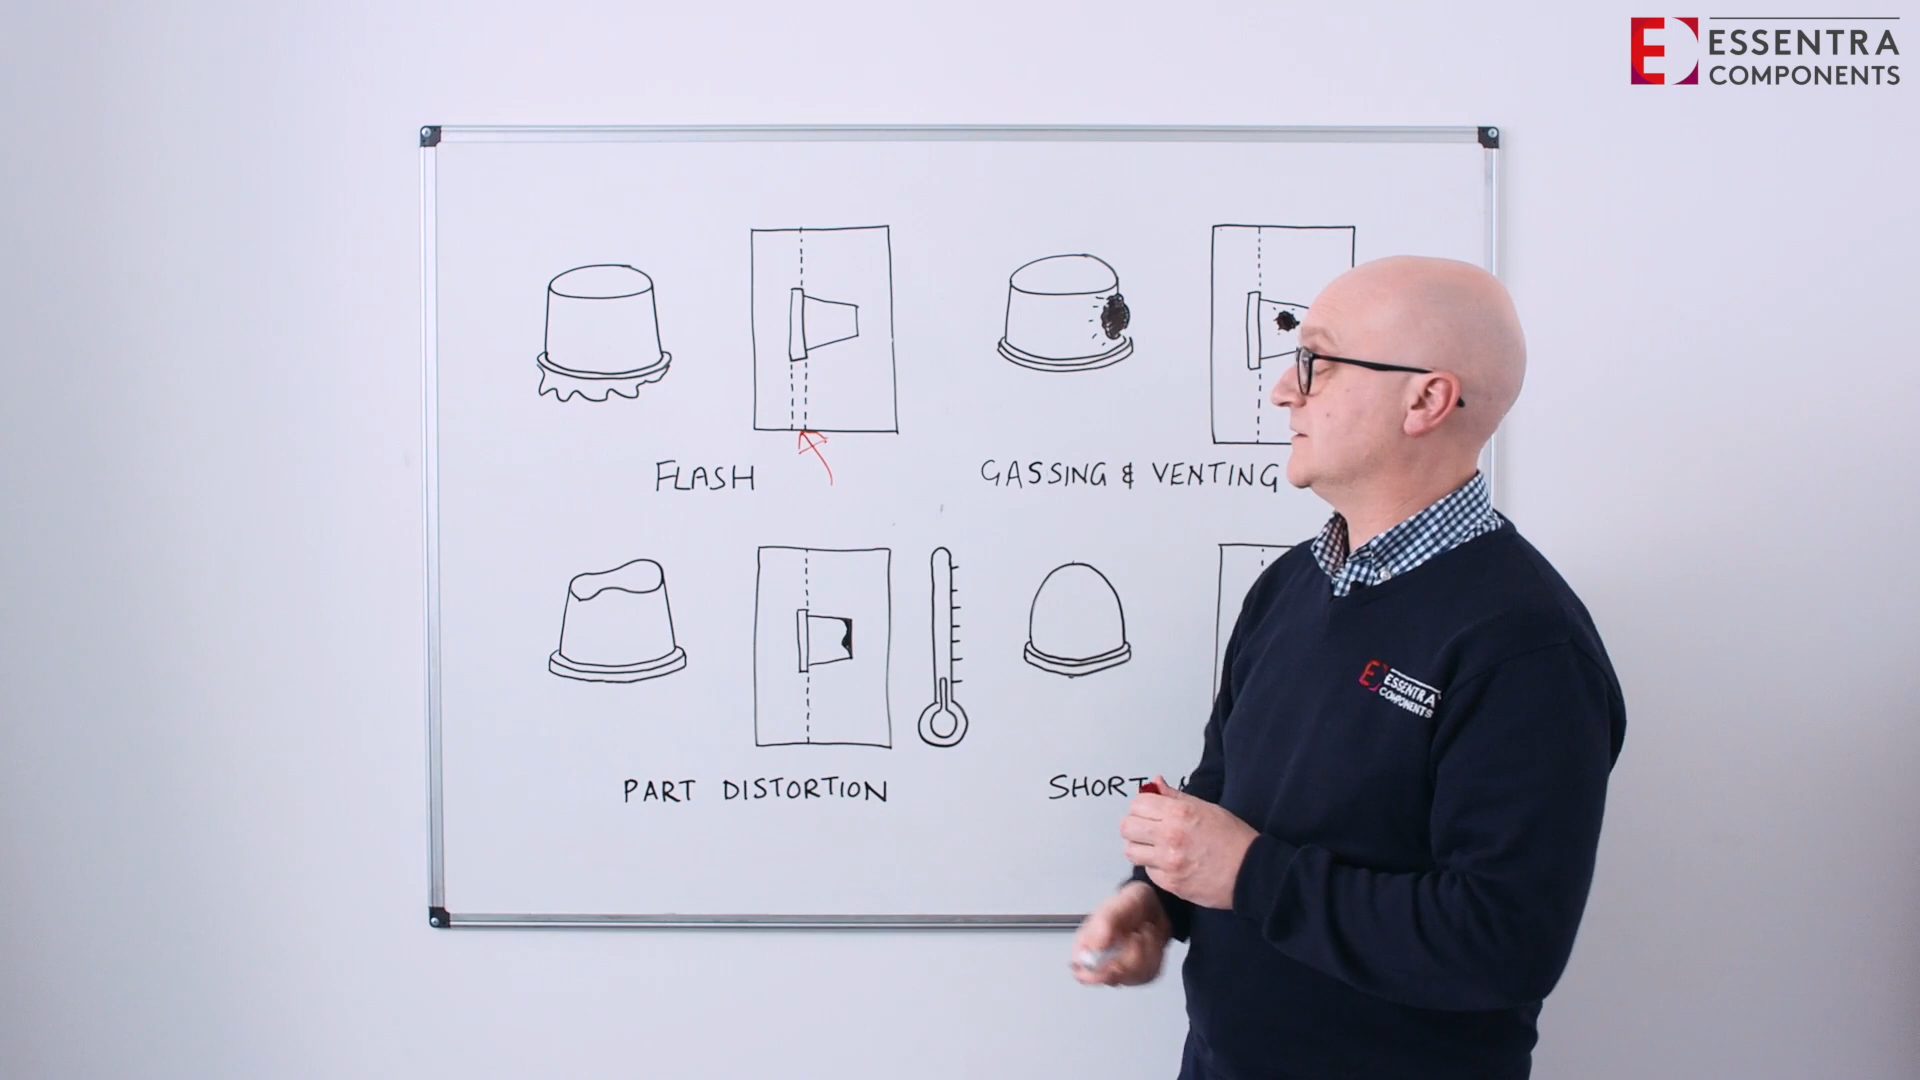 ESSENTRA
COMPONENTS
FLASH
GASSING & VENTING
PART DISTORTION
SHORT
ESSENTRA
COMPONENTS